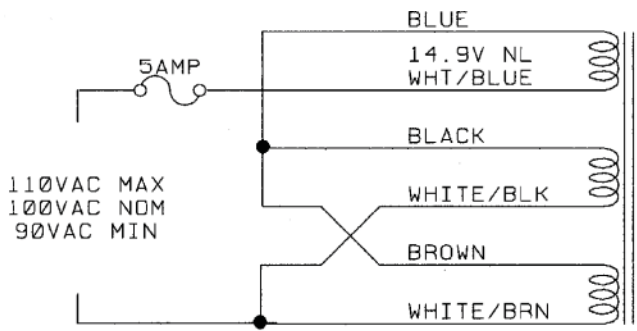 BLUE
14.9V NL
WHT/BLUE
5AMP
BLACK
110VAC MAX
100VAC NOM
90VAC MIN
WHITE/BLK
BROWN
WHITE/BRN